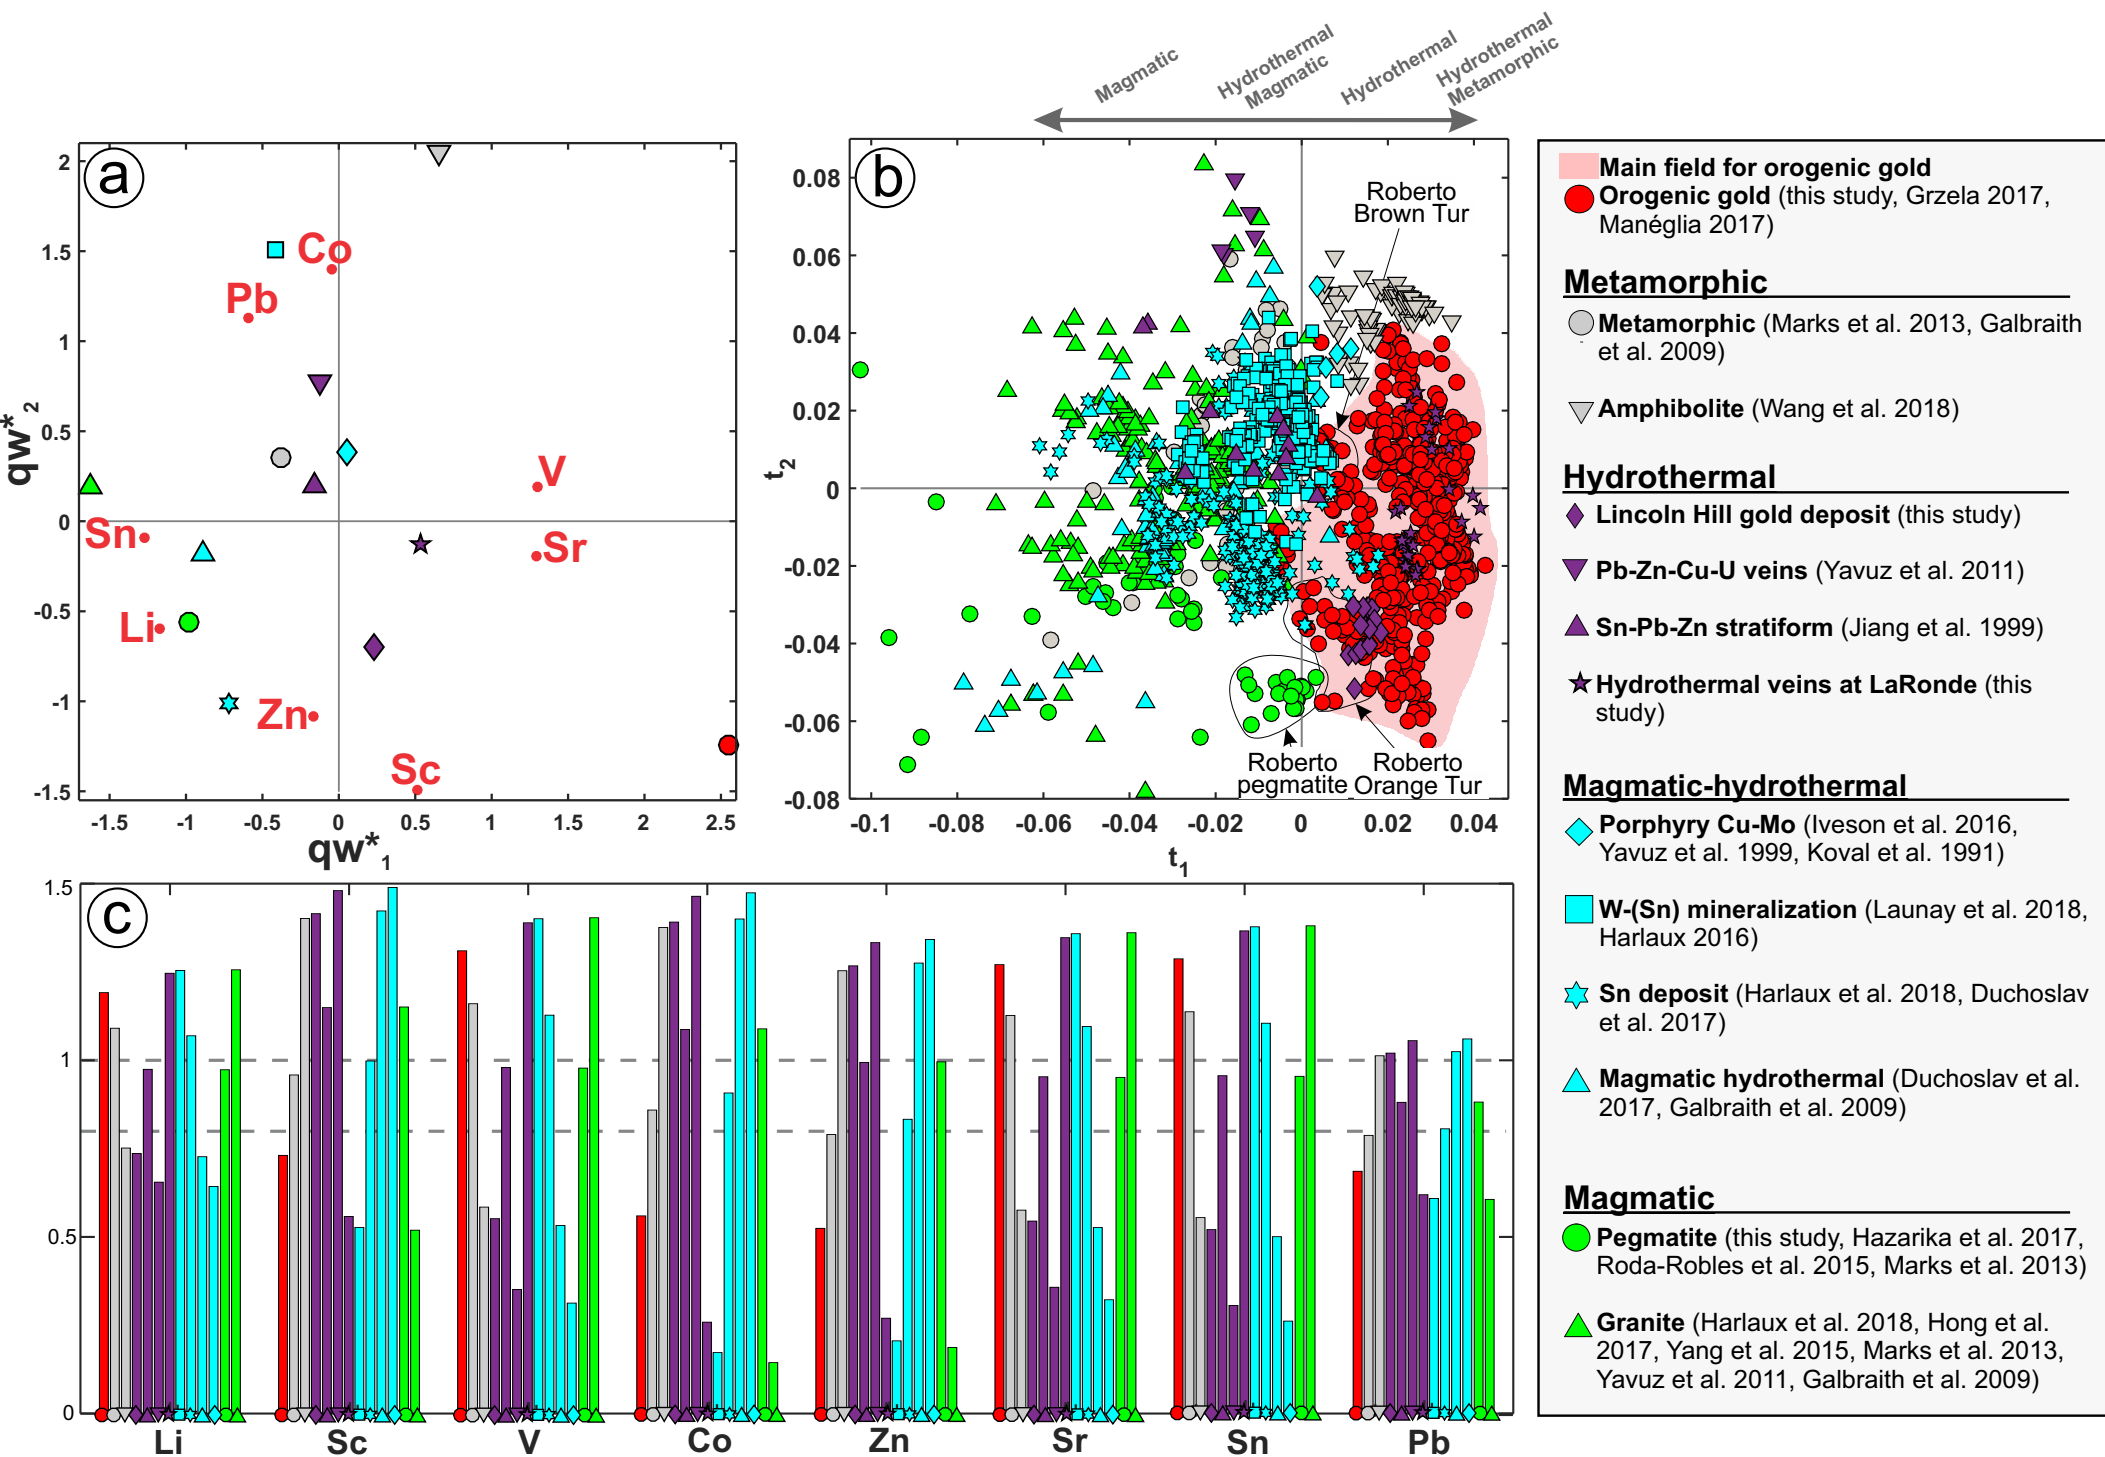 Magmatic
Hydrothermal
Magmatic
Hydrothermal
Hydrothermal
Metamorphic
a
2
1.5
1
0.5
0
-0.5
-1
-1.5
qw*2
Co
Pb
V
Sn
Sr
Li
Zn
Sc
-1.5 -1 -0.5 0 0.5 1 1.5 2 2.5
qw*1
b
0.08
0.06
0.04
0.02
0
-0.02
-0.04
-0.06
-0.08
t2
Roberto
Brown Tur
Roberto
pegmatite
Roberto
Orange Tur
-0.1 -0.08 -0.06 -0.04 -0.02 0 0.02 0.04
t1
c
1.5
1
0.5
0
Li Sc V Co Zn Sr Sn Pb
Main field for orogenic gold
Orogenic gold (this study, Grzela 2017,
Manéglia 2017)
Metamorphic
Metamorphic (Marks et al. 2013, Galbraith
et al. 2009)
Amphibolite (Wang et al. 2018)
Hydrothermal
Lincoln Hill gold deposit (this study)
Pb-Zn-Cu-U veins (Yavuz et al. 2011)
Sn-Pb-Zn stratiform (Jiang et al. 1999)
Hydrothermal veins at LaRonde (this
study)
Magmatic-hydrothermal
Porphyry Cu-Mo (Iveson et al. 2016,
Yavuz et al. 1999, Koval et al. 1991)
W-(Sn) mineralization (Launay et al. 2018,
Harlaux 2016)
Sn deposit (Harlaux et al. 2018, Duchoslav
et al. 2017)
Magmatic hydrothermal (Duchoslav et al.
2017, Galbraith et al. 2009)
Magmatic
Pegmatite (this study, Hazarika et al. 2017,
Roda-Robles et al. 2015, Marks et al. 2013)
Granite (Harlaux et al. 2018, Hong et al.
2017, Yang et al. 2015, Marks et al. 2013,
Yavuz et al. 2011, Galbraith et al. 2009)